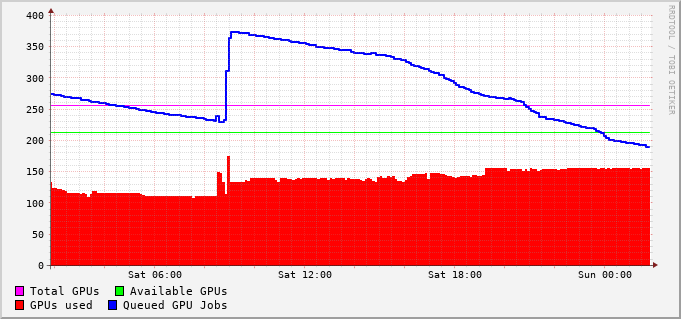 400
350
300
250
200
150
100
50
0
Sat 06:00 Sat 12:00 Sat 18:00 Sun 00:00
Total GPUs Available GPUs
GPUs used Queued GPU Jobs
RRDTOOL / TOBI OETIKER